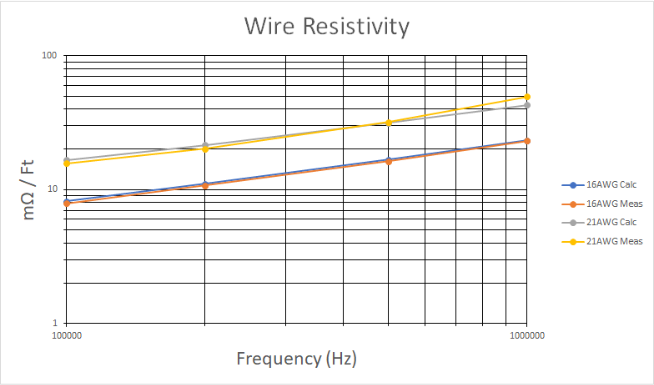 Wire Resistivity
100
10
1
mΩ / Ft
100000
1000000
Frequency (Hz)
16AWG Calc
16AWG Meas
21AWG Calc
21AWG Meas